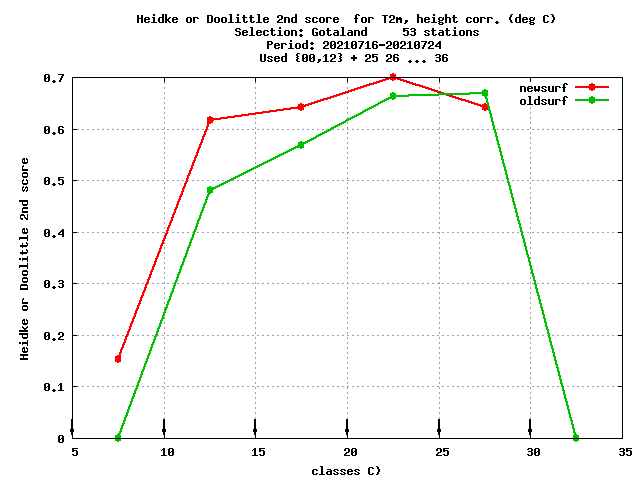 Heidke or Doolittle 2nd score  for T2m, height corr. (deg C)
Selection: Gotaland     53 stations
Period: 20210716-20210724
Used {00,12} + 25 26 ... 36
newsurf
oldsurf
0.7
0.6
0.5
0.4
0.3
0.2
0.1
0
Heidke or Doolittle 2nd score
5 10 15 20 25 30 35
classes C)